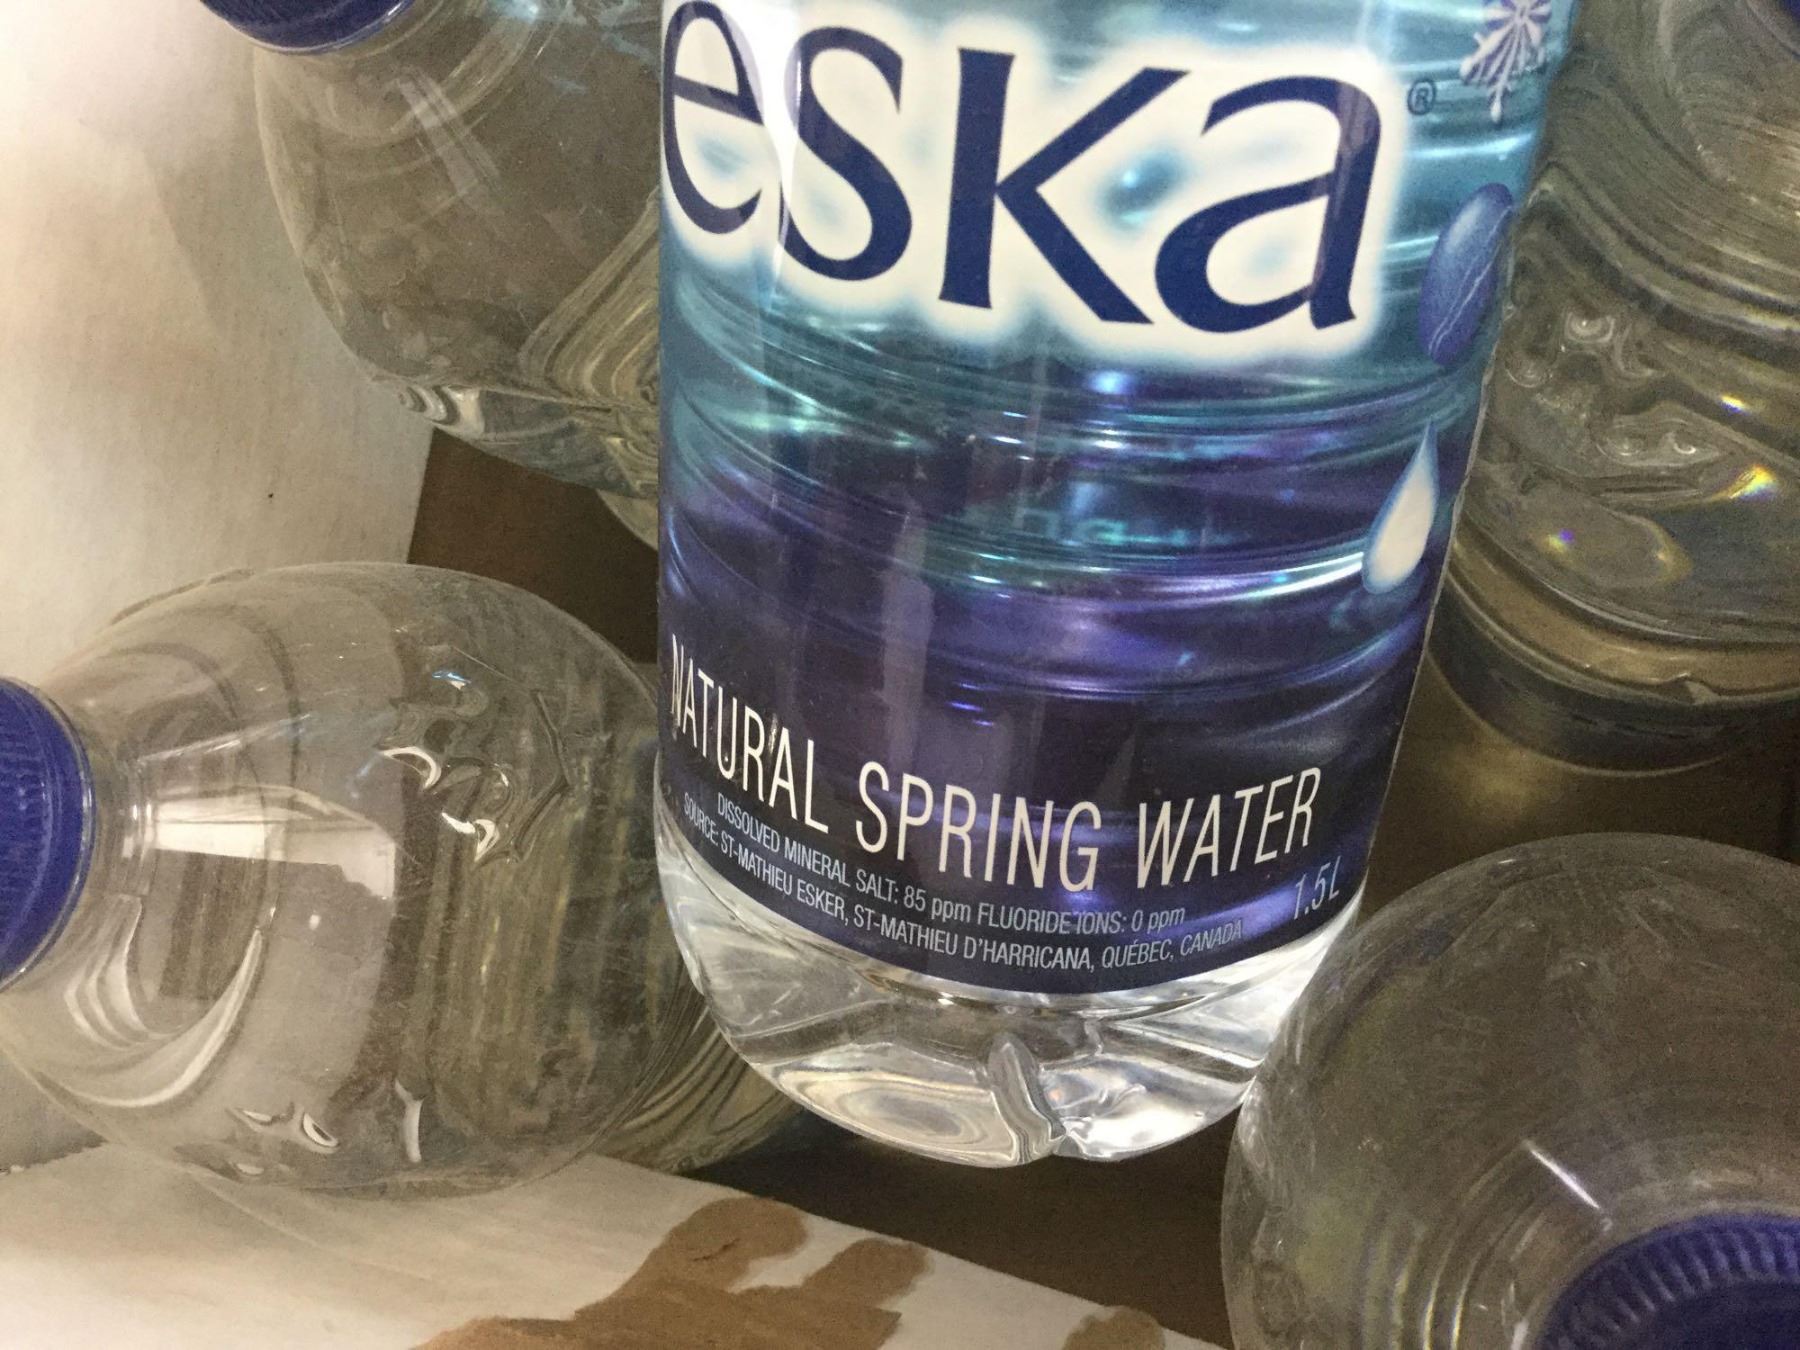 eska®
NATURAL SPRING WATER
DISSOLVED MINERAL SALT: 85 ppm FLUORIDE IONS: 0 ppm
SOURCE: ST-MATHIEU ESKER, ST-MATHIEU D'HARRICANA, QUÉBEC, CANADA
1.5L